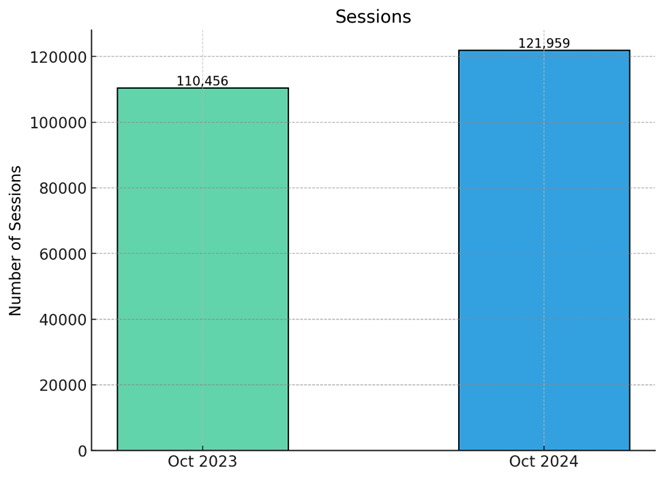 Sessions
Number of Sessions
120000
100000
80000
60000
40000
20000
0
110,456
121,959
Oct 2023
Oct 2024